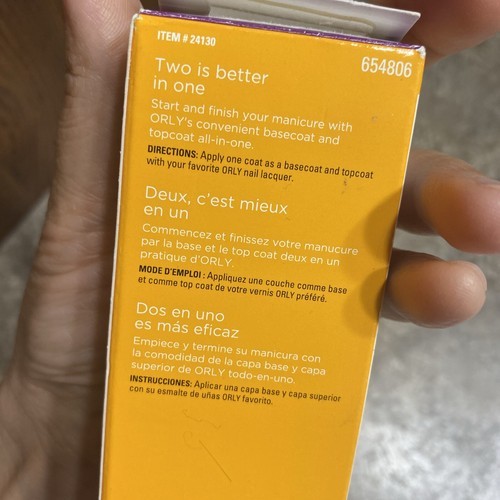 ITEM # 24130
654806
Two is better
in one
Start and finish your manicure with
ORLY's convenient basecoat and
topcoat all-in-one.
DIRECTIONS: Apply one coat as a basecoat and topcoat
with your favorite ORLY nail lacquer.
Deux, c'est mieux
en un
Commencez et finissez votre manucure
par la base et le top coat deux en un
pratique d'ORLY.
MODE D'EMPLOI : Appliquez une couche comme base
et comme top coat de votre vernis ORLY préféré.
Dos en uno
es más eficaz
Empiece y termine su manicura con
la comodidad de la capa base y capa
superior de ORLY todo-en-uno.
INSTRUCCIONES: Aplicar una capa base y capa superior
con su esmalte de uñas ORLY favorito.